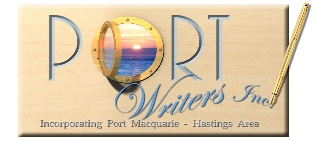 PORT
Writers Inc.
Incorporating Port Macquarie - Hastings Area